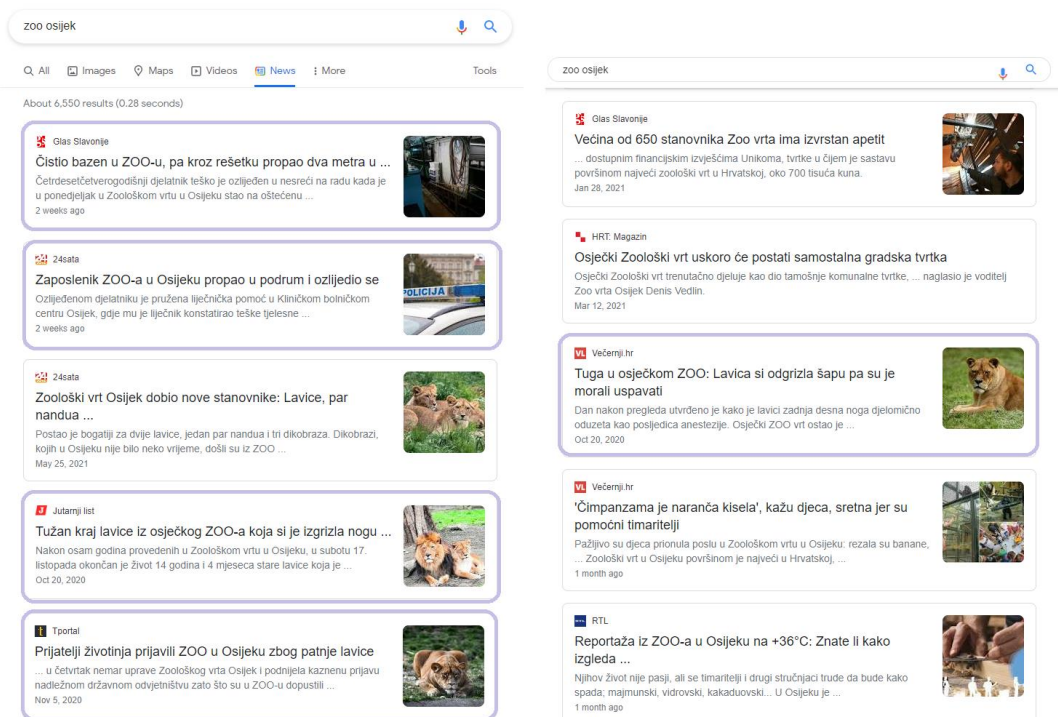 zoo osijek
All Images Maps Videos News More Tools
About 6,550 results (0.28 seconds)
Glas Slavonije
Čistio bazen u ZOO-u, pa kroz rešetku propao dva metra u ...
Četrdesetčetverogodišnji djelatnik teško je ozlijeđen u nesreći na radu kada je
u ponedjeljak u Zoološkom vrtu u Osijeku stao na oštećenu ...
2 weeks ago
24sata
Zaposlenik ZOO-a u Osijeku propao u podrum i ozlijedio se
Ozlijeđenom djelatniku je pružena liječnička pomoć u Kliničkom bolničkom
centru Osijek, gdje mu je liječnik konstatirao teške tjelesne ...
2 weeks ago
POLICIJA
24sata
Zoološki vrt Osijek dobio nove stanovnike: Lavice, par
nandua ...
Postao je bogatiji za dvije lavice, jedan par nandua i tri dikobraza. Dikobrazi,
kojih u Osijeku nije bilo neko vrijeme, došli su iz ZOO ...
May 25, 2021
Jutarnji list
Tužan kraj lavice iz osječkog ZOO-a koja si je izgrizla nogu ...
Nakon osam godina provedenih u Zoološkom vrtu u Osijeku, u subotu 17.
listopada okončan je život 14 godina i 4 mjeseca stare lavice koja je ...
Oct 20, 2020
Tportal
Prijatelji životinja prijavili ZOO u Osijeku zbog patnje lavice
... u četvrtak nemar uprave Zoološkog vrta Osijek i podnijela kaznenu prijavu
nadležnom državnom odvjetništvu zato što su u ZOO-u dopustili ...
Nov 5, 2020
zoo osijek
Glas Slavonije
Većina od 650 stanovnika Zoo vrta ima izvrstan apetit
... dostupnim financijskim izvješćima Unikoma, tvrtke u čijem je sastavu
površinom najveći zoološki vrt u Hrvatskoj, oko 700 tisuća kuna.
Jan 28, 2021
HRT: Magazin
Osječki Zoološki vrt uskoro će postati samostalna gradska tvrtka
Osječki Zoološki vrt trenutačno djeluje kao dio tamošnje komunalne tvrtke, ... naglasio je voditelj
Zoo vrta Osijek Denis Vedlin.
Mar 12, 2021
VL Večernji.hr
Tuga u osječkom ZOO: Lavica si odgrizla šapu pa su je
morali uspavati
Dan nakon pregleda utvrđeno je kako je lavici zadnja desna noga djelomično
oduzeta kao posljedica anestezije. Osječki ZOO vrt ostao je ...
Oct 20, 2020
VL Večernji.hr
'Čimpanzama je naranča kisela', kažu djeca, sretna jer su
pomoćni timaritelji
Pažljivo su djeca prionula poslu u Zoološkom vrtu u Osijeku: rezala su banane,
... Zoološki vrt u Osijeku površinom je najveći u Hrvatskoj, ...
1 month ago
RTL
Reportaža iz ZOO-a u Osijeku na +36°C: Znate li kako
izgleda ...
Njihov život nije pasji, ali se timaritelji i drugi stručnjaci trude da bude kako
spada; majmunski, vidrovski, kakaduovski... U Osijeku je ...
1 month ago